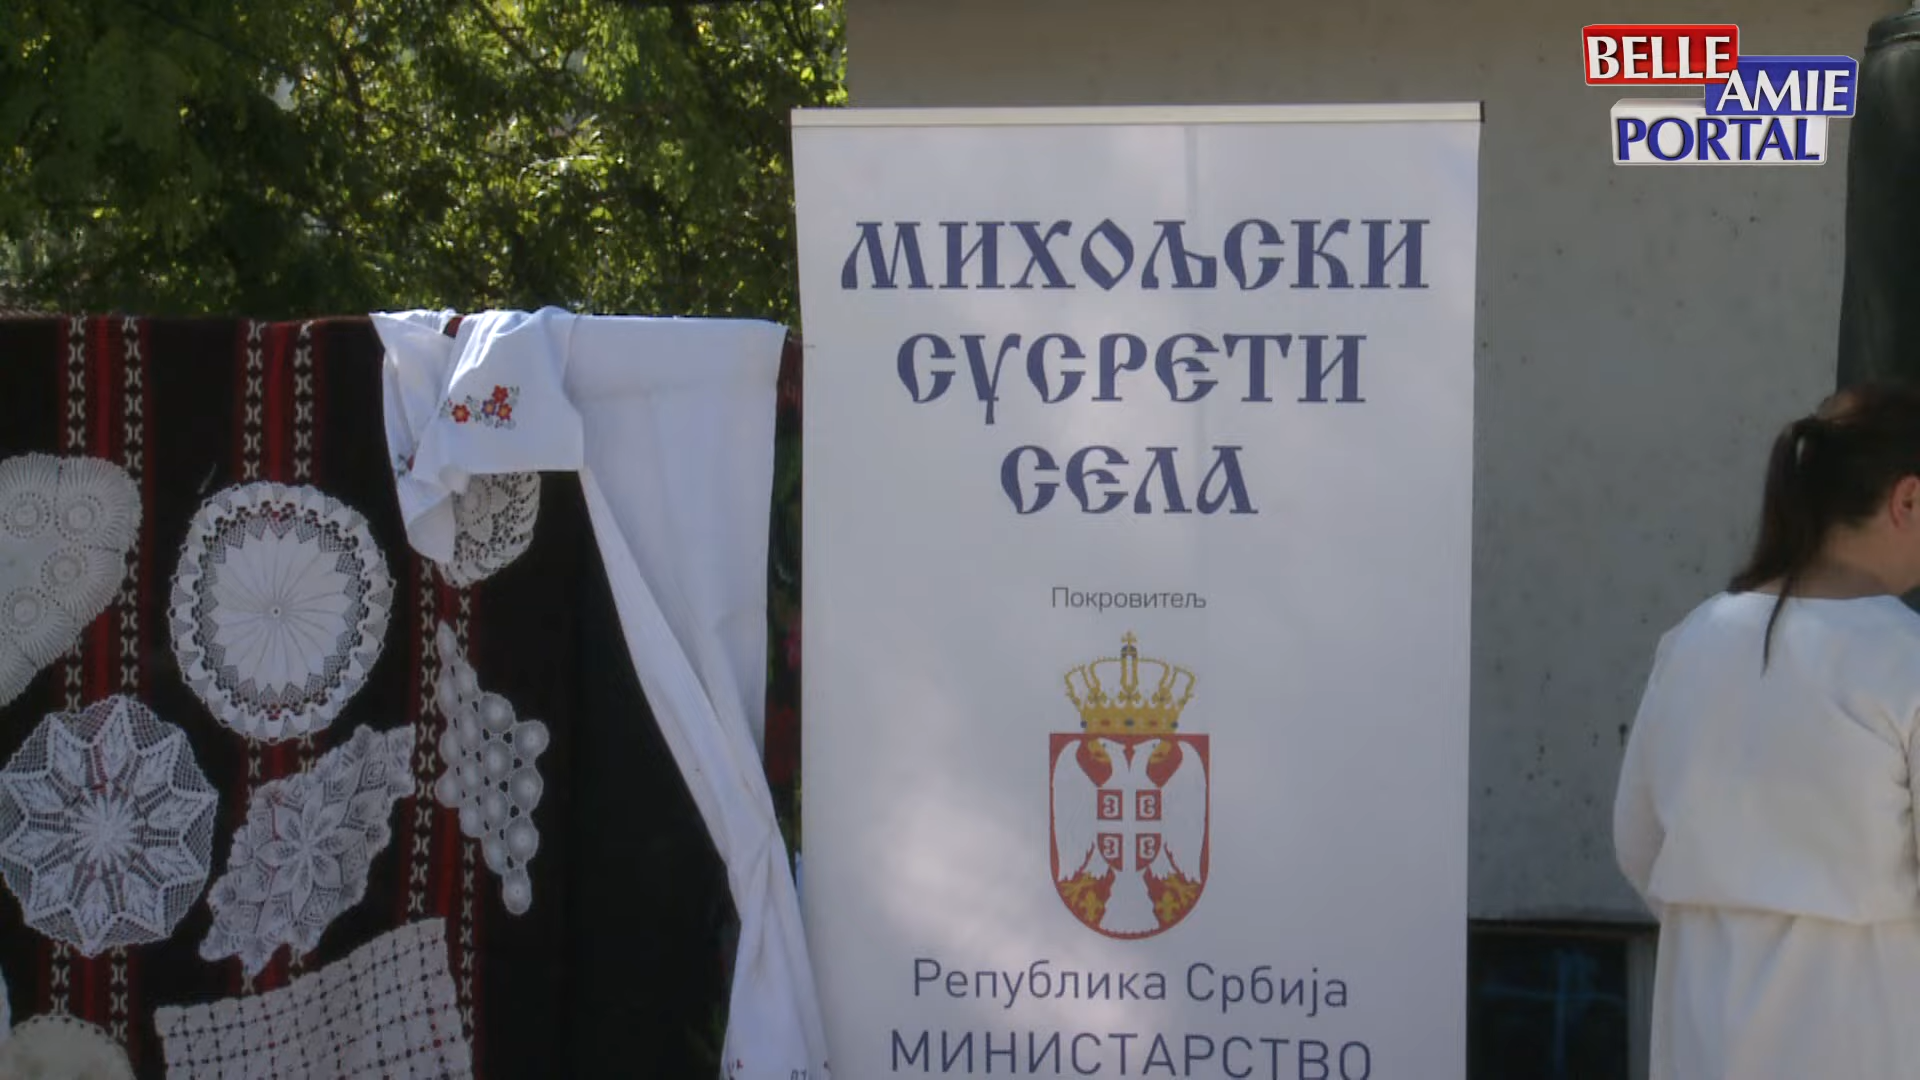 BELLE
AMIE
PORTAL
МИХОЉСКИ
СУСРЕТИ
СЕЛА
Покровитељ
Република Србија
МИНИСТАРСТВО